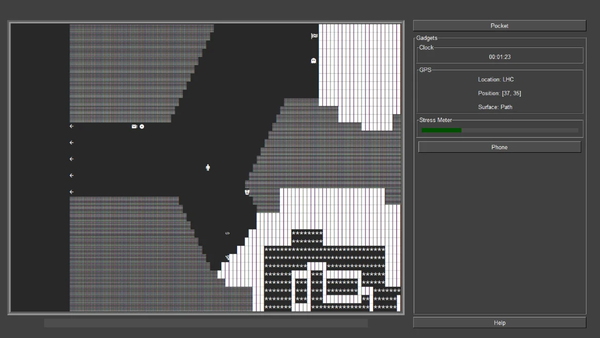 Pocket
Gadgets
Clock
00:01:23
GPS
Location: LHC
Position: [37, 35]
Surface: Path
Stress Meter
Phone
Help